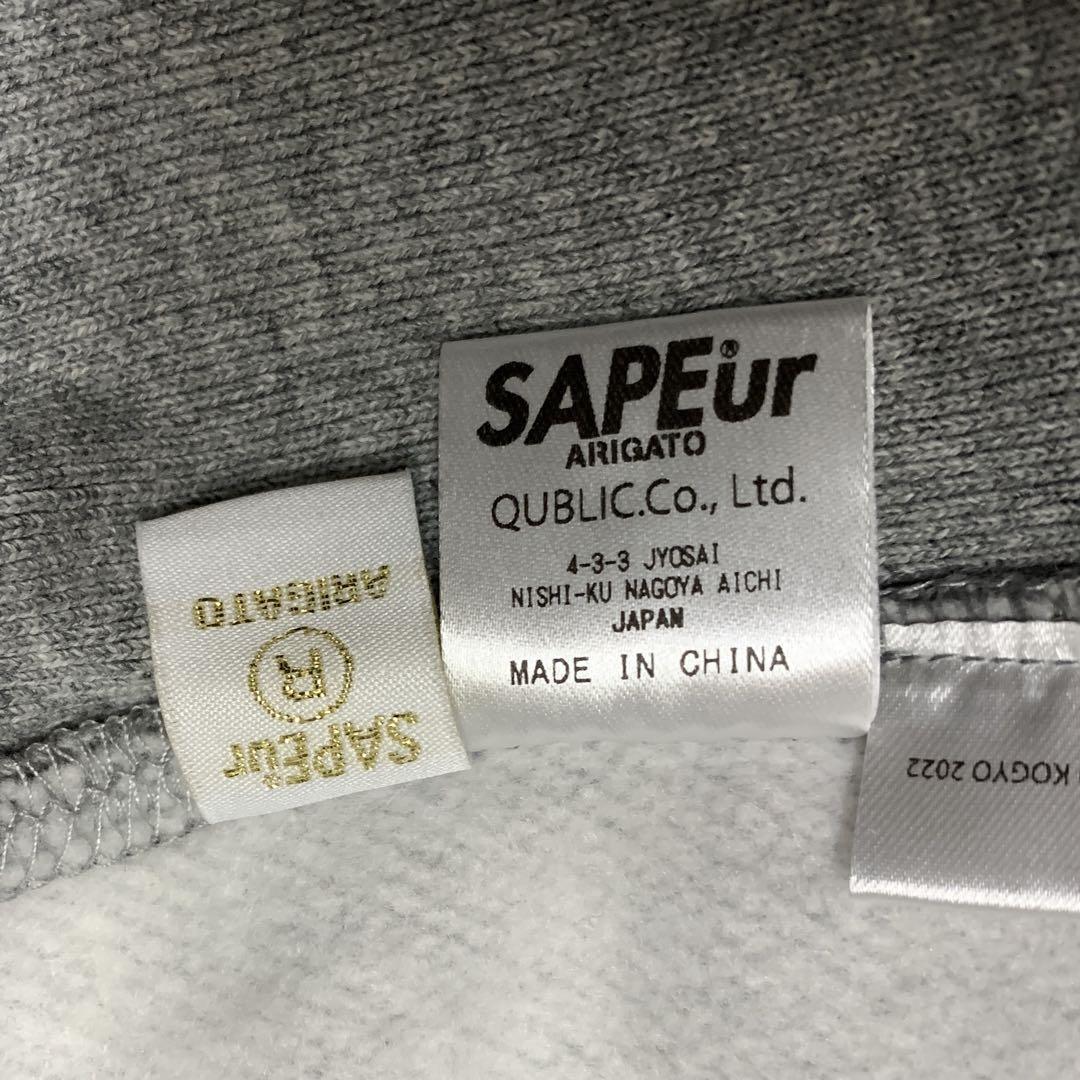 SAPEur®
ARIGATO
QUBLIC.Co., Ltd.
4-3-3 JYOSAI
NISHI-KU NAGOYA AICHI
JAPAN
MADE IN CHINA
SAPEur
R
ARIGATO
KOGYO 2022